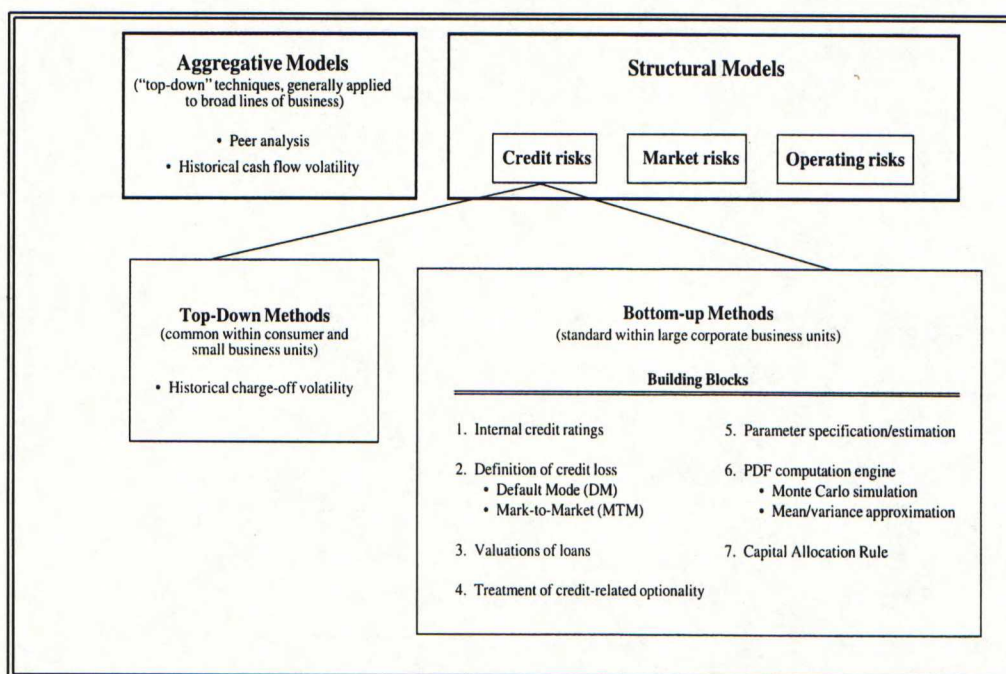 Aggregative Models
("top-down" techniques, generally applied
to broad lines of business)
• Peer analysis
• Historical cash flow volatility
Structural Models
Credit risks
Market risks
Operating risks
Top-Down Methods
(common within consumer and
small business units)
• Historical charge-off volatility
Bottom-up Methods
(standard within large corporate business units)
Building Blocks
1. Internal credit ratings
2. Definition of credit loss
• Default Mode (DM)
• Mark-to-Market (MTM)
3. Valuations of loans
4. Treatment of credit-related optionality
5. Parameter specification/estimation
6. PDF computation engine
• Monte Carlo simulation
• Mean/variance approximation
7. Capital Allocation Rule